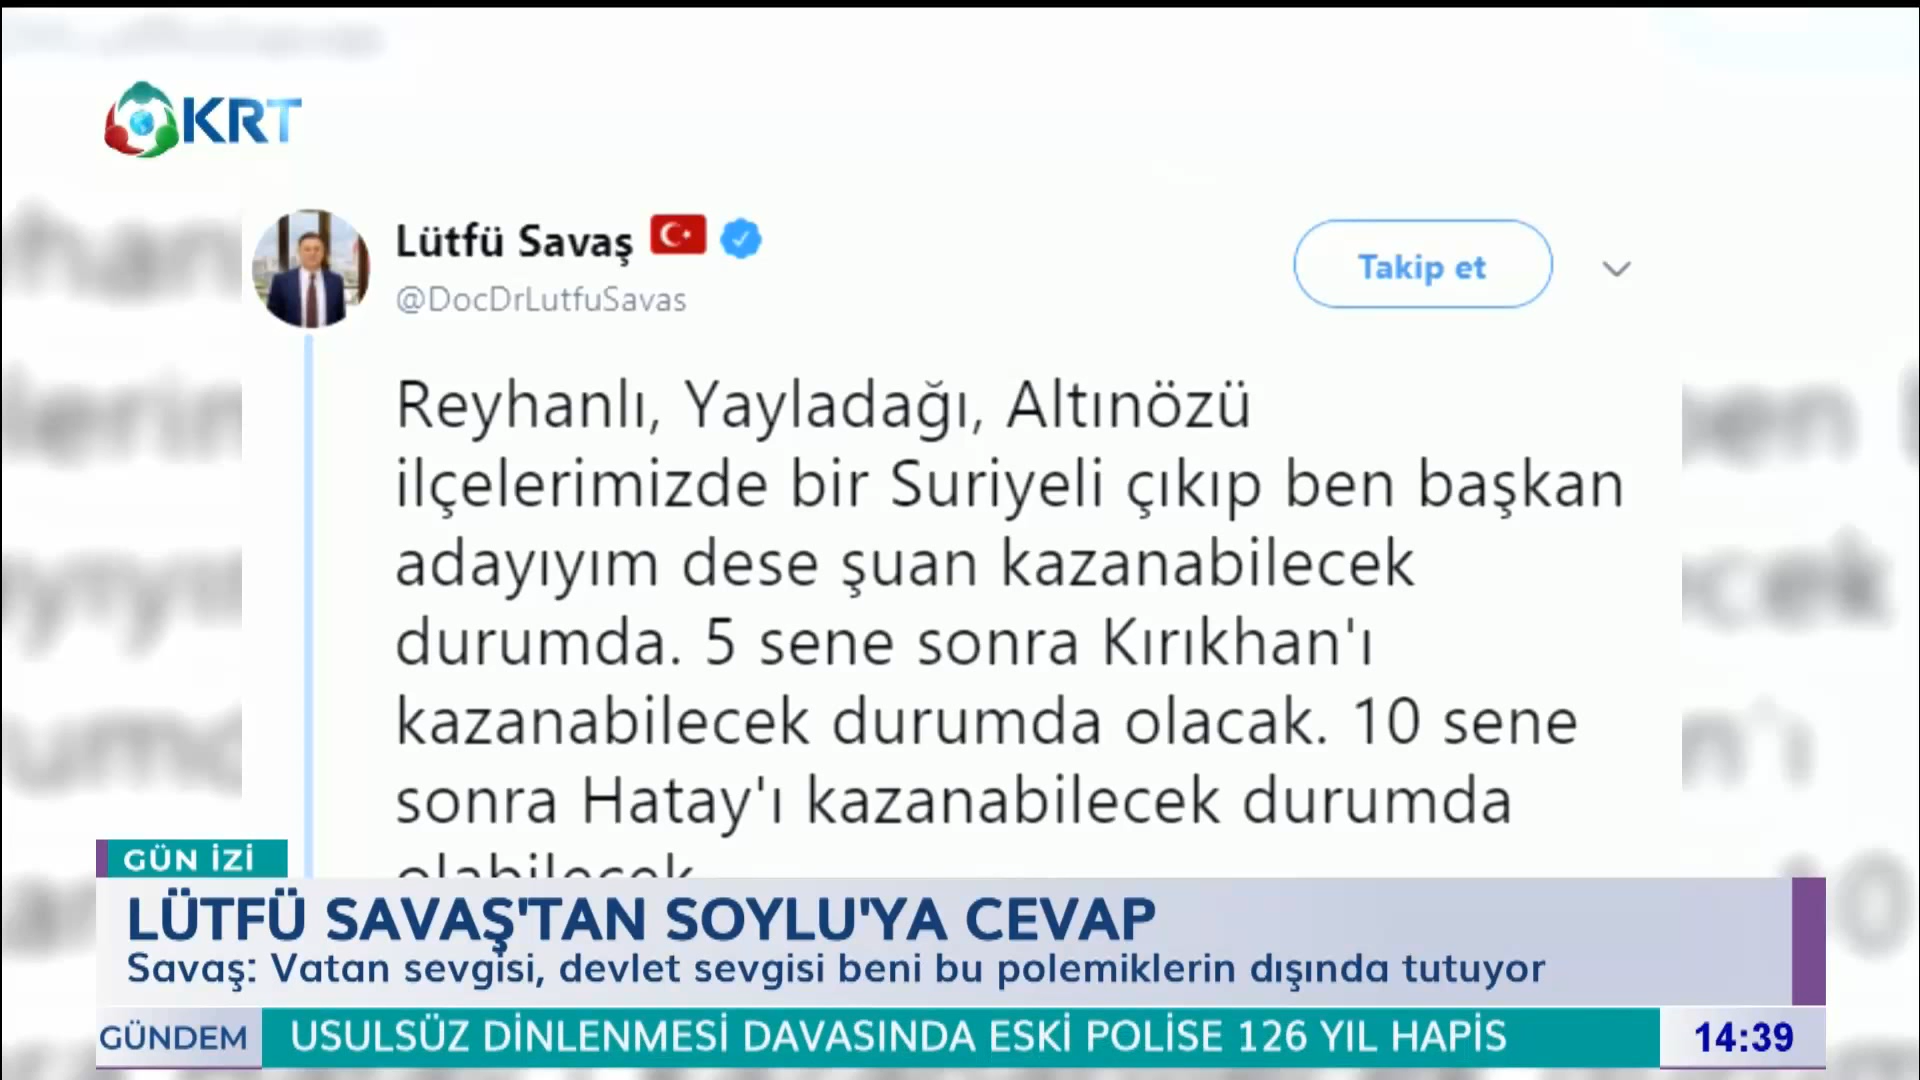 KRT
Lütfü Savaş
@DocDrLutfuSavas
Takip et
Reyhanlı, Yayladağı, Altınözü
ilçelerimizde bir Suriyeli çıkıp ben başkan
adayıyım dese şuan kazanabilecek
durumda. 5 sene sonra Kırıkhan'ı
kazanabilecek durumda olacak. 10 sene
sonra Hatay'ı kazanabilecek durumda
olabilecek.
GÜN İZİ
LÜTFÜ SAVAŞ'TAN SOYLU'YA CEVAP
Savaş: Vatan sevgisi, devlet sevgisi beni bu polemiklerin dışında tutuyor
GÜNDEM
USULSÜZ DİNLENMESİ DAVASINDA ESKİ POLİSE 126 YIL HAPİS
14:39